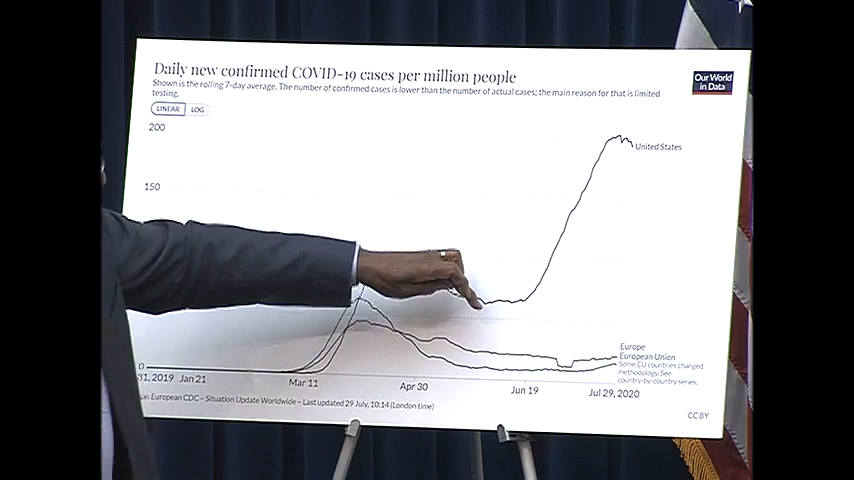 Daily new confirmed COVID-19 cases per million people
Shown is the rolling 7-day average. The number of confirmed cases is lower than the number of actual cases; the main reason for that is limited
testing.
Our World
in Data
LINEAR LOG
200
United States
150
0
Europe
European Union
Some EU countries changed
methodology. See
country-by-country series.
31, 2019 Jan 21
Mar 11
Apr 30
Jun 19
Jul 29, 2020
European CDC – Situation Update Worldwide – Last updated 29 July, 10:14 (London time)
CC BY